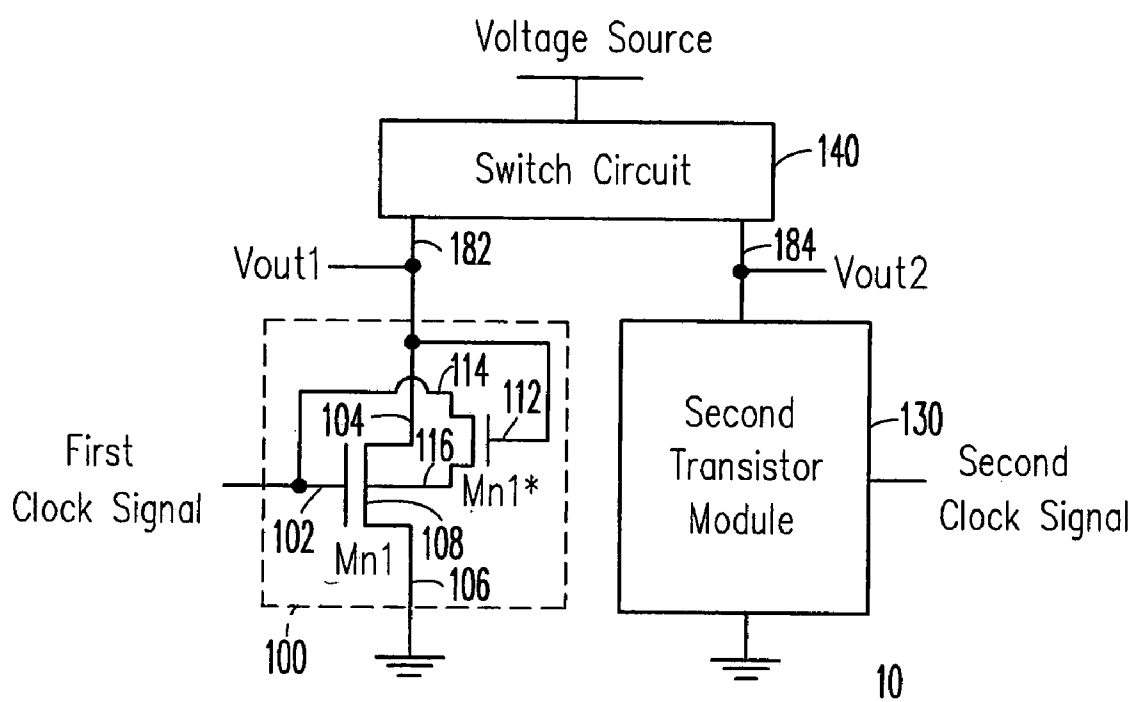 Voltage Source
Switch Circuit
140
182
184
Vout1
Vout2
114
112
104
116
Second
Transistor
Module
130
First
Clock Signal
Second
Clock Signal
Mn1*
102
108
Mn1
106
100
10